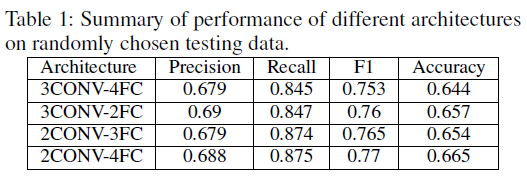 Table 1: Summary of performance of different architectures
on randomly chosen testing data.
Architecture Precision Recall F1 Accuracy
3CONV-4FC 0.679 0.845 0.753 0.644
3CONV-2FC 0.69 0.847 0.76 0.657
2CONV-3FC 0.679 0.874 0.765 0.654
2CONV-4FC 0.688 0.875 0.77 0.665